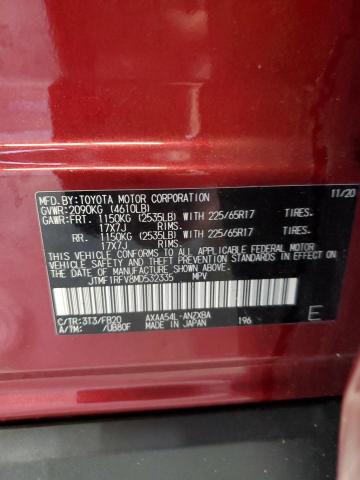 MFD.BY:TOYOTA MOTOR CORPORATION 11/20
GVWR:2090KG (4610LB)
GAWR:FRT. 1150KG (2535LB) WITH 225/65R17 TIRES.
17X7J RIMS.
RR. 1150KG (2535LB) WITH 225/65R17 TIRES.
17X7J RIMS.
THIS VEHICLE CONFORMS TO ALL APPLICABLE FEDERAL MOTOR
VEHICLE SAFETY AND BUMPER STANDARDS IN EFFECT ON THE DATE
OF MANUFACTURE SHOWN ABOVE.
JTMF1RFV8MD532335 MPV
C/TR:3T3/FB20 AXAA54L-ANZXBA 196 E
A/TM: /UB80F MADE IN JAPAN